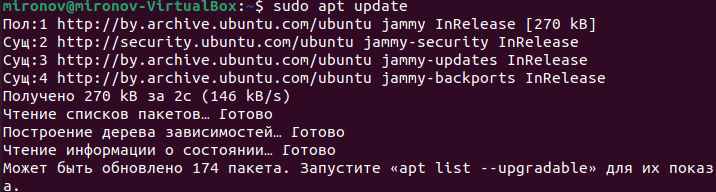 mironov@mironov-VirtualBox:~$ sudo apt update
Пол:1 http://by.archive.ubuntu.com/ubuntu jammy InRelease [270 kB]
Сущ:2 http://security.ubuntu.com/ubuntu jammy-security InRelease
Сущ:3 http://by.archive.ubuntu.com/ubuntu jammy-updates InRelease
Сущ:4 http://by.archive.ubuntu.com/ubuntu jammy-backports InRelease
Получено 270 kB за 2с (146 kB/s)
Чтение списков пакетов… Готово
Построение дерева зависимостей… Готово
Чтение информации о состоянии… Готово
Может быть обновлено 174 пакета. Запустите «apt list --upgradable» для их показ
а.